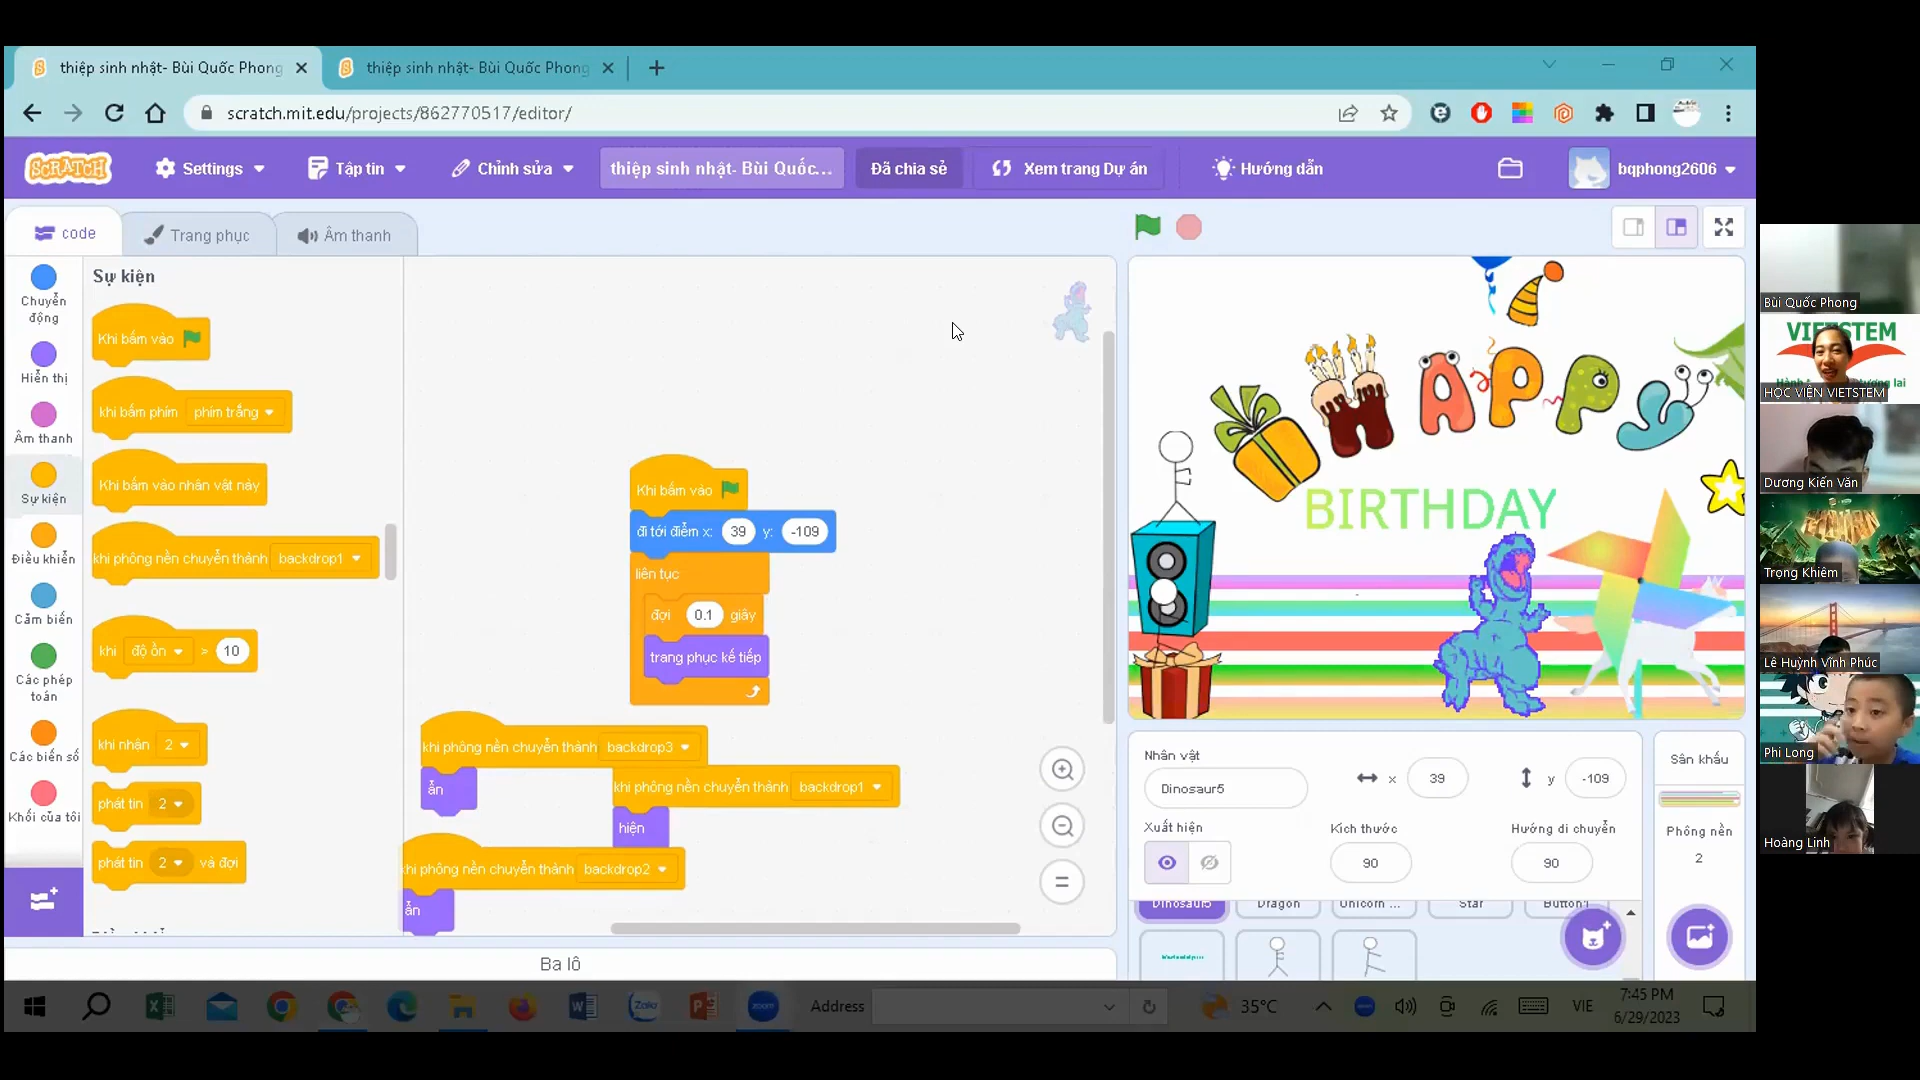 thiệp sinh nhật- Bùi Quốc Phong
thiệp sinh nhật- Bùi Quốc Phong
scratch.mit.edu/projects/862770517/editor/
SCRATCH
Settings
Tập tin
Chỉnh sửa
thiệp sinh nhật- Bùi Quốc...
Đã chia sẻ
Xem trang Dự án
Hướng dẫn
bqphong2606
code
Trang phục
Âm thanh
Chuyển động
Hiển thị
Âm thanh
Sự kiện
Điều khiển
Cảm biến
Các phép toán
Các biến số
Khối của tôi
Sự kiện
Khi bấm vào
khi bấm phím phím trắng
Khi bấm vào nhân vật này
khi phông nền chuyển thành backdrop1
khi độ ồn > 10
khi nhận 2
phát tin 2
phát tin 2 và đợi
Khi bấm vào
đi tới điểm x: 39 y: -109
liên tục
đợi 0.1 giây
trang phục kế tiếp
khi phông nền chuyển thành backdrop3
ẩn
khi phông nền chuyển thành backdrop1
hiện
khi phông nền chuyển thành backdrop2
ẩn
Ba lô
HAPPY
BIRTHDAY
Nhân vật
Dinosaur5
x 39
y -109
Xuất hiện
Kích thước
90
Hướng di chuyển
90
Dinosaur5
Dragon
Unicorn ...
Star
Button1
Sân khấu
Phông nền
2
Bùi Quốc Phong
VIETSTEM
HỌC VIỆN VIETSTEM
Dương Kiến Văn
Trọng Khiêm
Lê Huỳnh Vĩnh Phúc
Phi Long
Hoàng Linh
Zalo
zoom
Address
35°C
VIE
7:45 PM
6/29/2023